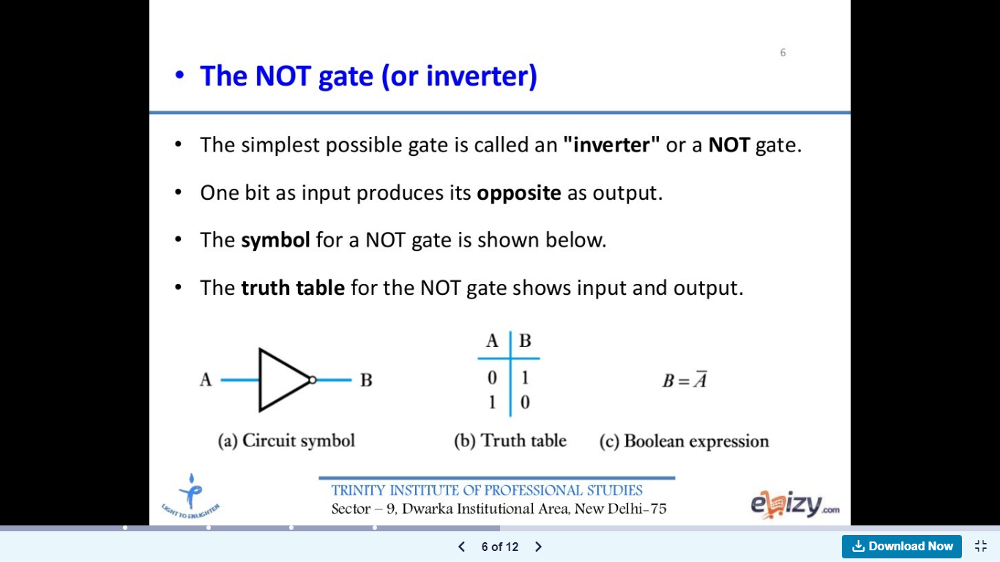 6
• The NOT gate (or inverter)
• The simplest possible gate is called an "inverter" or a NOT gate.
• One bit as input produces its opposite as output.
• The symbol for a NOT gate is shown below.
• The truth table for the NOT gate shows input and output.
A B
A B
0 1
1 0
B = A̅
(a) Circuit symbol
(b) Truth table
(c) Boolean expression
LIGHT TO ENLIGHTEN
TRINITY INSTITUTE OF PROFESSIONAL STUDIES
Sector – 9, Dwarka Institutional Area, New Delhi-75
.com
6 of 12
Download Now